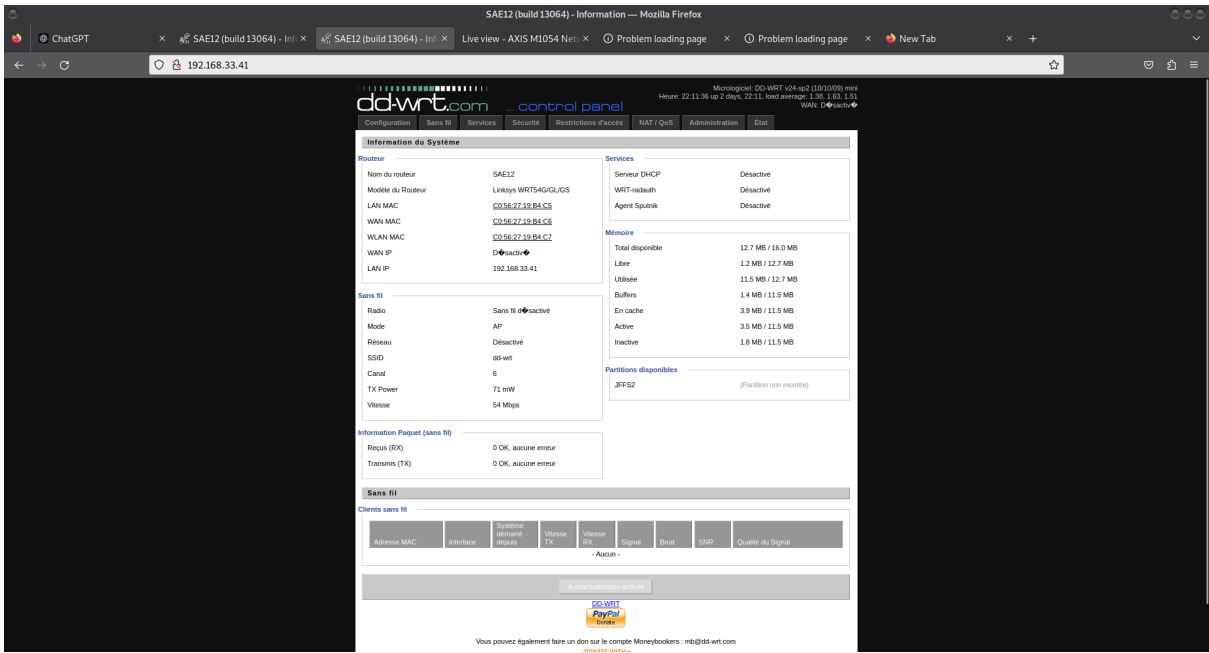 SAE12 (build 13064) - Information — Mozilla Firefox
ChatGPT
SAE12 (build 13064) - Inf
SAE12 (build 13064) - Inf
Live view - AXIS M1054 Net
Problem loading page
Problem loading page
New Tab
192.168.33.41
Micrologiciel: DD-WRT v24-sp2 (10/10/09) mini
Heure: 22:11:36 up 2 days, 22:11, load average: 1.38, 1.63, 1.51
WAN: D�sactiv�
dd-wrt.com ... control panel
Configuration Sans fil Services Sécurité Restrictions d'accès NAT / QoS Administration État
Information du Système
Routeur
Nom du routeur SAE12
Modèle du Routeur Linksys WRT54G/GL/GS
LAN MAC C0:56:27:19:B4:C5
WAN MAC C0:56:27:19:B4:C6
WLAN MAC C0:56:27:19:B4:C7
WAN IP D�sactiv�
LAN IP 192.168.33.41
Sans fil
Radio Sans fil d�sactivé
Mode AP
Réseau Désactivé
SSID dd-wrt
Canal 6
TX Power 71 mW
Vitesse 54 Mbps
Information Paquet (sans fil)
Reçus (RX) 0 OK, aucune erreur
Transmis (TX) 0 OK, aucune erreur
Services
Serveur DHCP Désactivé
WRT-radauth Désactivé
Agent Sputnik Désactivé
Mémoire
Total disponible 12.7 MB / 16.0 MB
Libre 1.2 MB / 12.7 MB
Utilisée 11.5 MB / 12.7 MB
Buffers 1.4 MB / 11.5 MB
En cache 3.9 MB / 11.5 MB
Active 3.5 MB / 11.5 MB
Inactive 1.8 MB / 11.5 MB
Partitions disponibles
JFFS2 (Partition non montée)
Sans fil
Clients sans fil
Adresse MAC Interface Système démarré depuis Vitesse TX Vitesse RX Signal Bruit SNR Qualité du Signal
- Aucun -
Autoactualisation activée
DD-WRT
PayPal
Donate
Vous pouvez également faire un don sur le compte Moneybookers : mb@dd-wrt.com
DONATE WITH